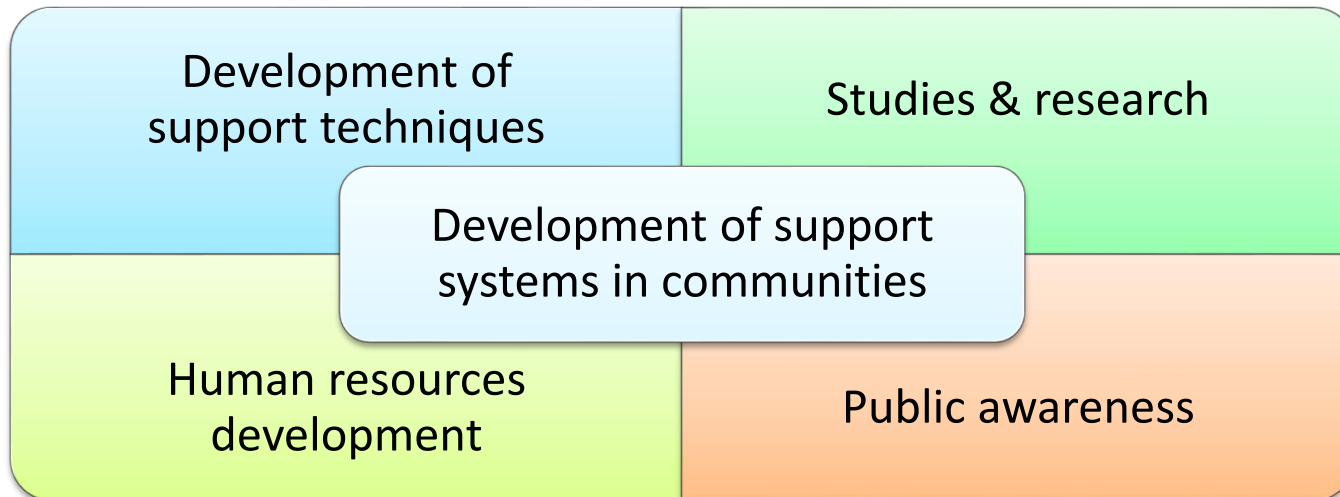 Development of
support techniques
Studies & research
Development of support
systems in communities
Human resources
development
Public awareness